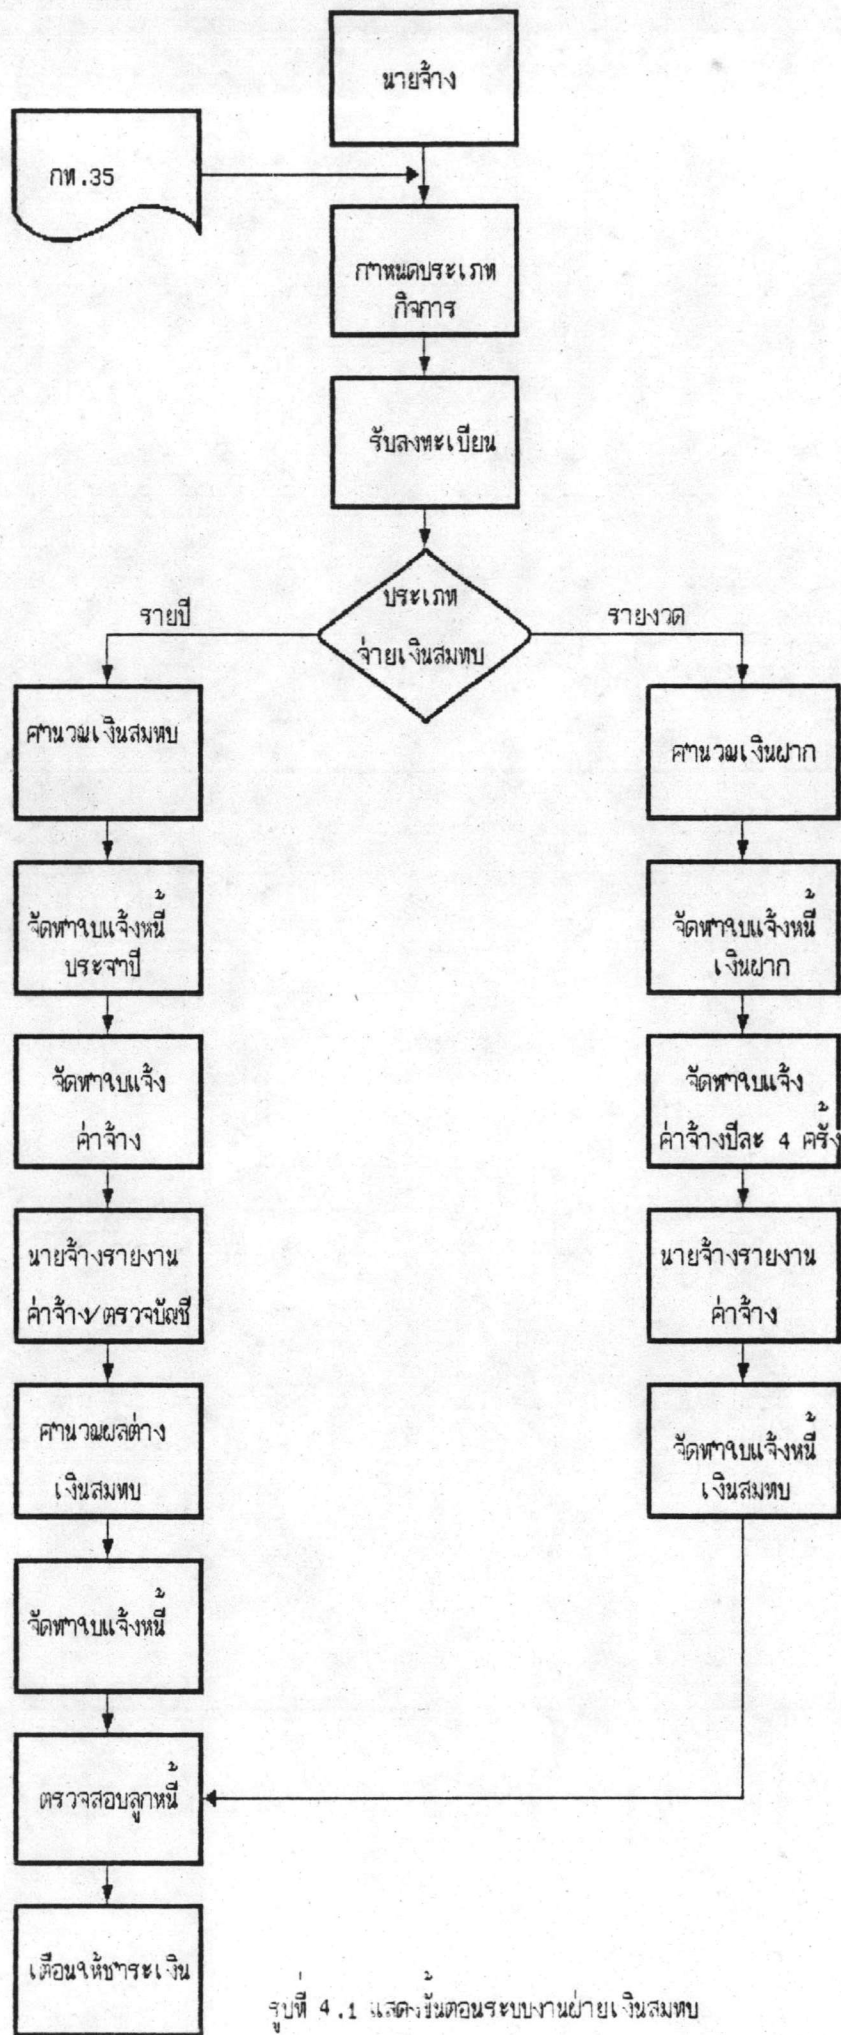 นายจ้าง
กท.35
กำหนดประเภท
กิจการ
รับลงทะเบียน
ประเภท
จ่ายเงินสมทบ
รายปี
รายงวด
คำนวณเงินสมทบ
จัดทำใบแจ้งหนี้
ประจำปี
จัดทำใบแจ้ง
ค่าจ้าง
นายจ้างรายงาน
ค่าจ้าง/ตรวจบัญชี
คำนวณผลต่าง
เงินสมทบ
จัดทำใบแจ้งหนี้
ตรวจสอบลูกหนี้
เตือนให้ชำระเงิน
คำนวณเงินฝาก
จัดทำใบแจ้งหนี้
เงินฝาก
จัดทำใบแจ้ง
ค่าจ้างปีละ 4 ครั้ง
นายจ้างรายงาน
ค่าจ้าง
จัดทำใบแจ้งหนี้
เงินสมทบ
รูปที่ 4.1 แสดงขั้นตอนระบบงานฝ่ายเงินสมทบ